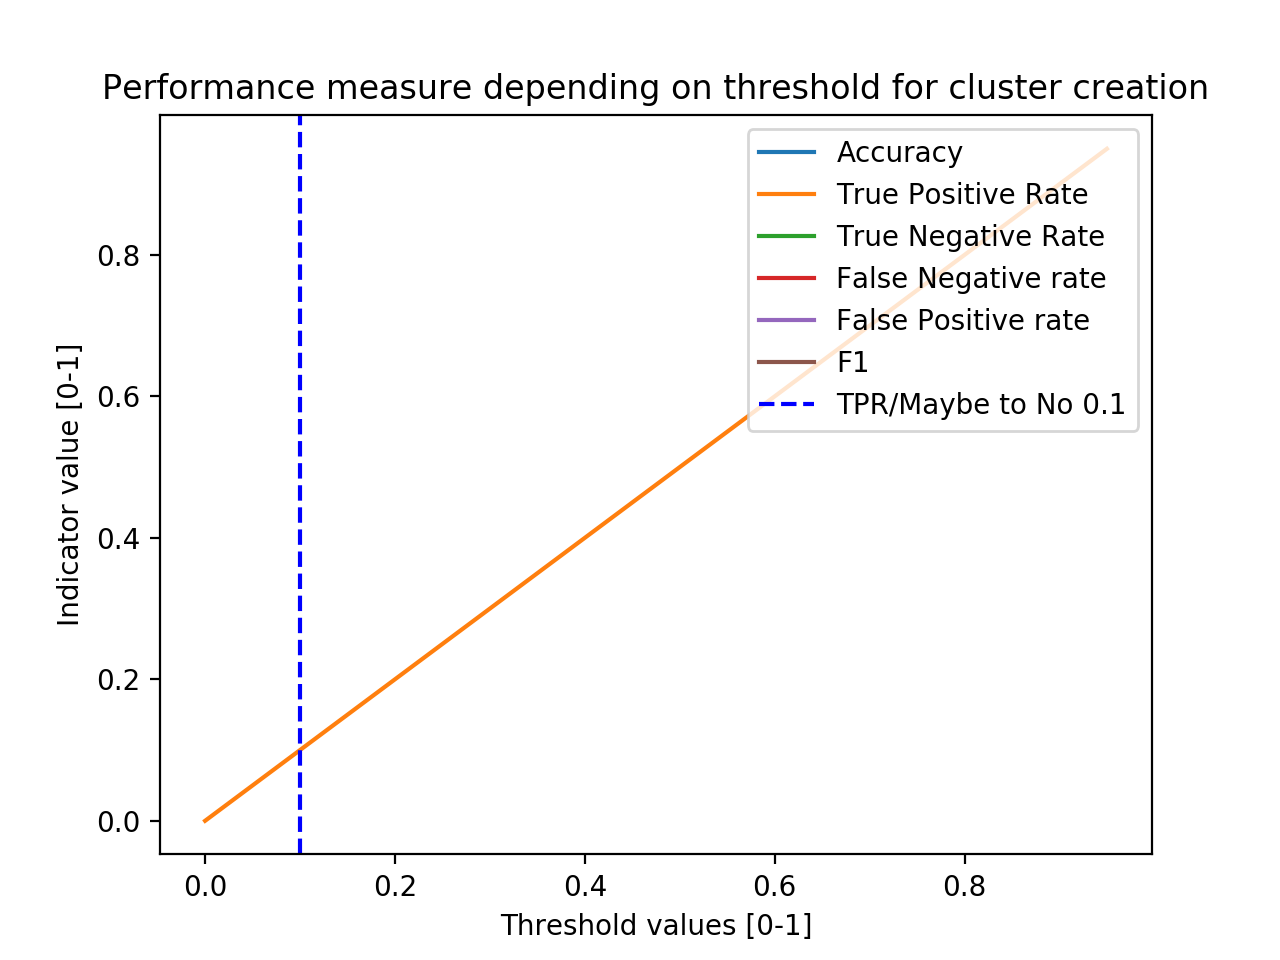 Performance measure depending on threshold for cluster creation
Accuracy
True Positive Rate
True Negative Rate
False Negative rate
False Positive rate
F1
TPR/Maybe to No 0.1
Indicator value [0-1]
0.8
0.6
0.4
0.2
0.0
0.0 0.2 0.4 0.6 0.8
Threshold values [0-1]